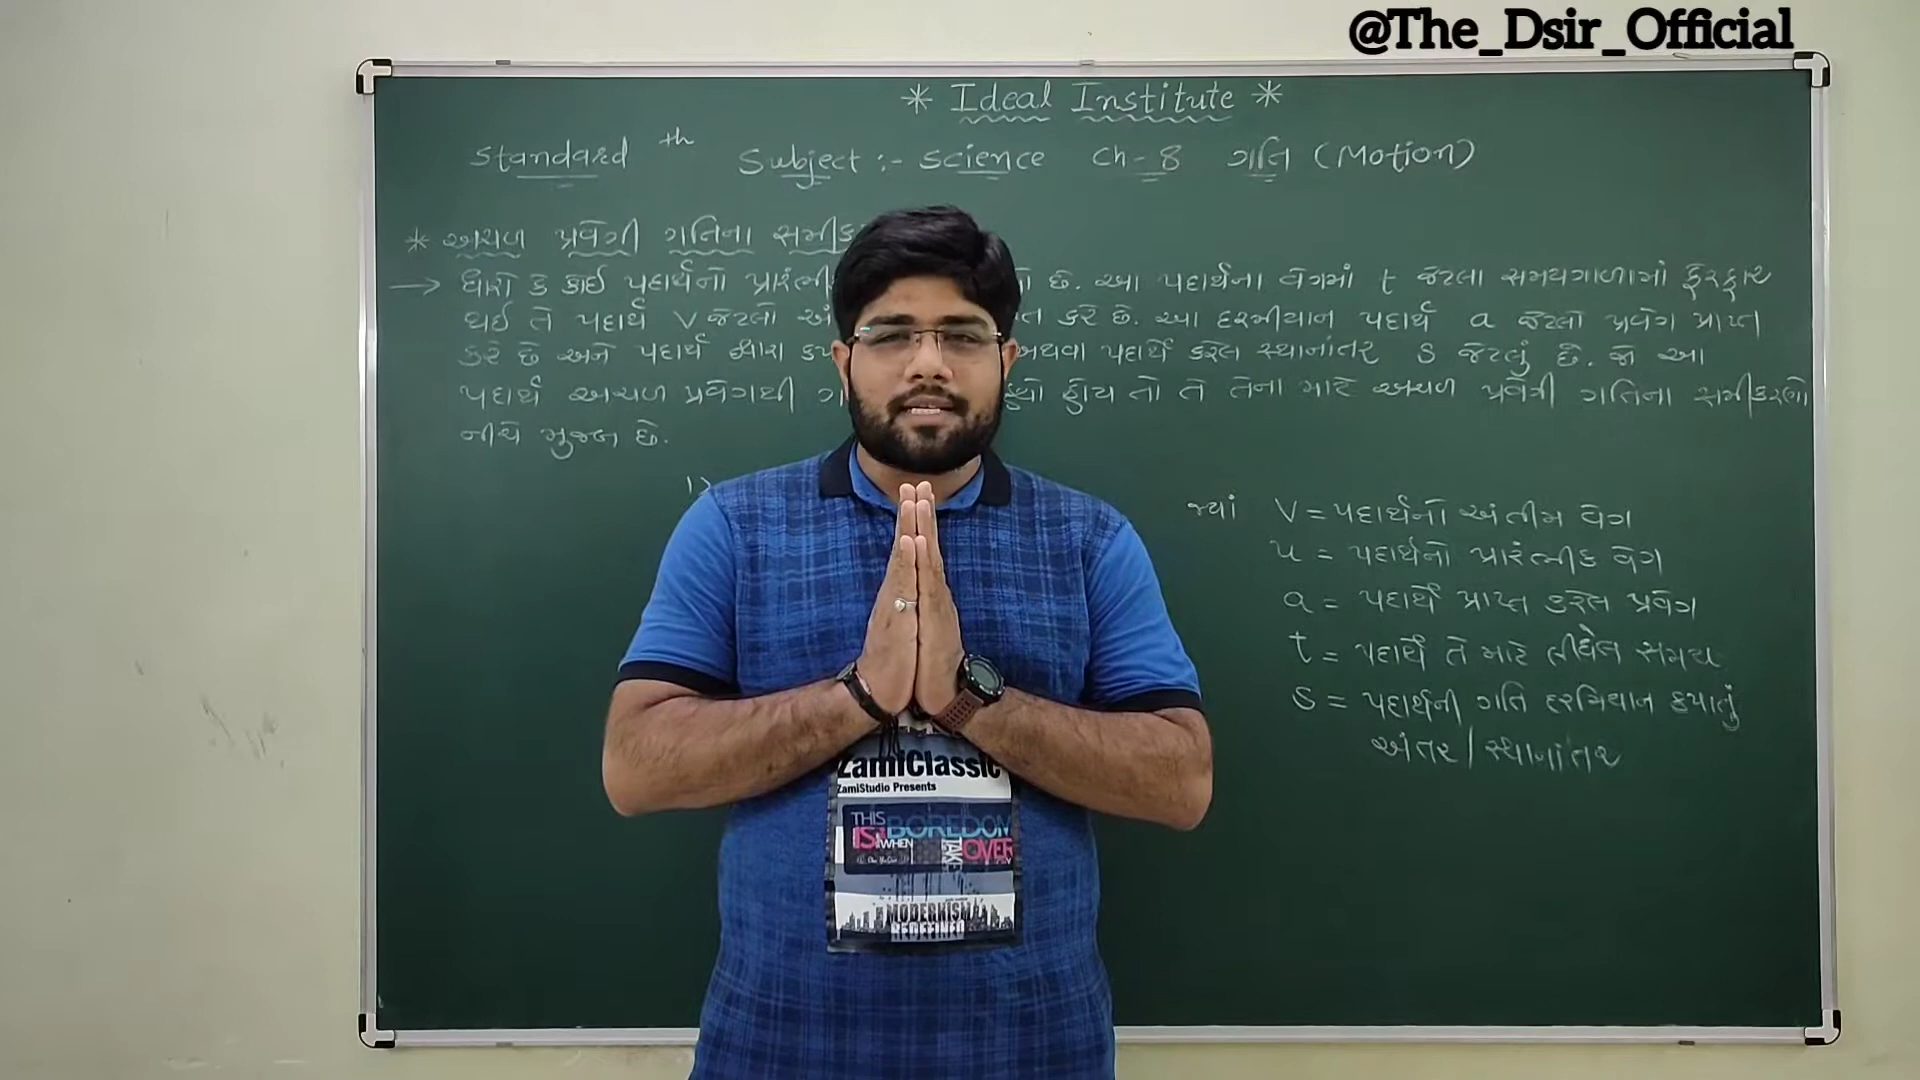 @The_Dsir_Official
* Ideal Institute *
Standard th Subject :- Science Ch - 8 ગતિ (Motion)
* અચળ પ્રવેગી ગતિના સમીક
→ ધારો કે કોઈ પદાર્થનો પ્રારંભી છે. આ પદાર્થના વેગમાં t જેટલા સમયગાળામાં ફેરફાર
થઈ તે પદાર્થ v જેટલો અં કરે છે. આ દરમીયાન પદાર્થ a જેટલો પ્રવેગ પ્રાપ્ત
કરે છે અને પદાર્થ દ્વારા કપા અથવા પદાર્થે કરેલ સ્થાનાંતર S જેટલું છે. જો આ
પદાર્થ અચળ પ્રવેગથી ગ હોય તો તે તેના માટે અચળ પ્રવેગી ગતિના સમીકરણો
નીચે મુજબ છે.
1)
જ્યાં V = પદાર્થનો અંતીમ વેગ
u = પદાર્થનો પ્રારંભીક વેગ
a = પદાર્થે પ્રાપ્ત કરેલ પ્રવેગ
t = પદાર્થે તે માટે લીધેલ સમય
S = પદાર્થની ગતિ દરમિયાન કપાતું
અંતર / સ્થાનાંતર
ZamiClassic
ZamiStudio Presents
THIS
IS WHEN BOREDOM
TAKE OVER
MODERNISM
REDEFINED